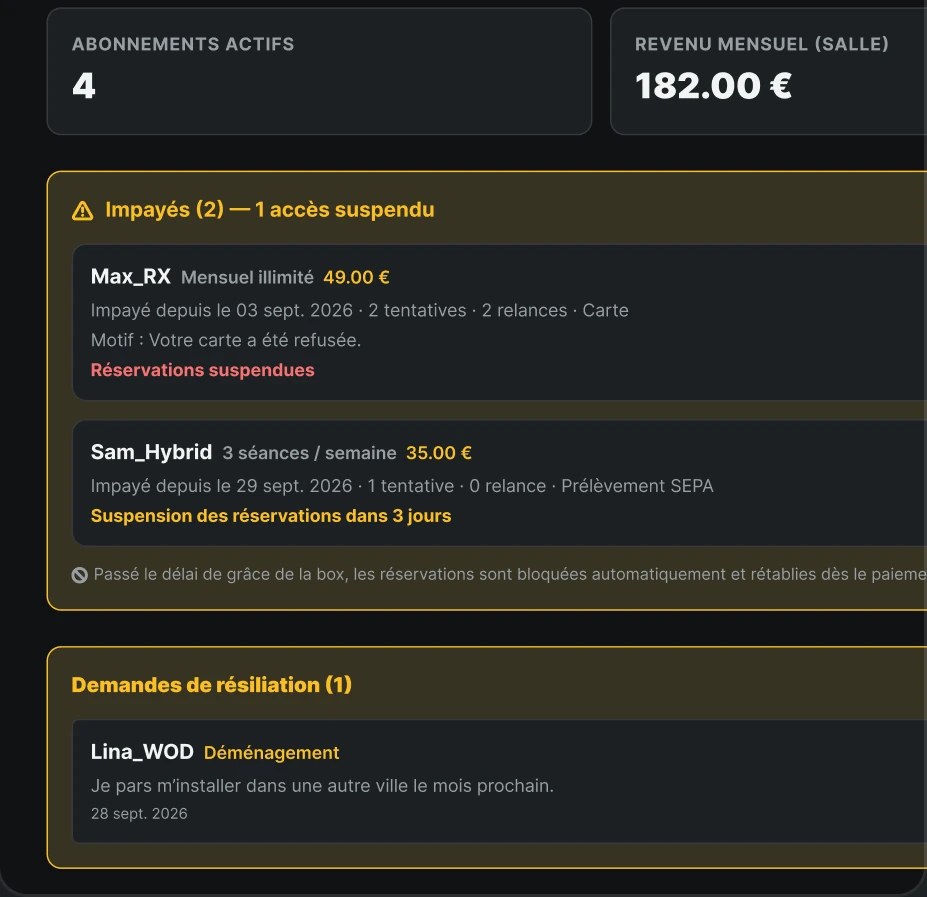 ABONNEMENTS ACTIFS
4
REVENU MENSUEL (SALLE)
182.00 €
Impayés (2) — 1 accès suspendu
Max_RX Mensuel illimité 49.00 €
Impayé depuis le 03 sept. 2026 · 2 tentatives · 2 relances · Carte
Motif : Votre carte a été refusée.
Réservations suspendues
Sam_Hybrid 3 séances / semaine 35.00 €
Impayé depuis le 29 sept. 2026 · 1 tentative · 0 relance · Prélèvement SEPA
Suspension des réservations dans 3 jours
Passé le délai de grâce de la box, les réservations sont bloquées automatiquement et rétablies dès le paieme
Demandes de résiliation (1)
Lina_WOD Déménagement
Je pars m’installer dans une autre ville le mois prochain.
28 sept. 2026